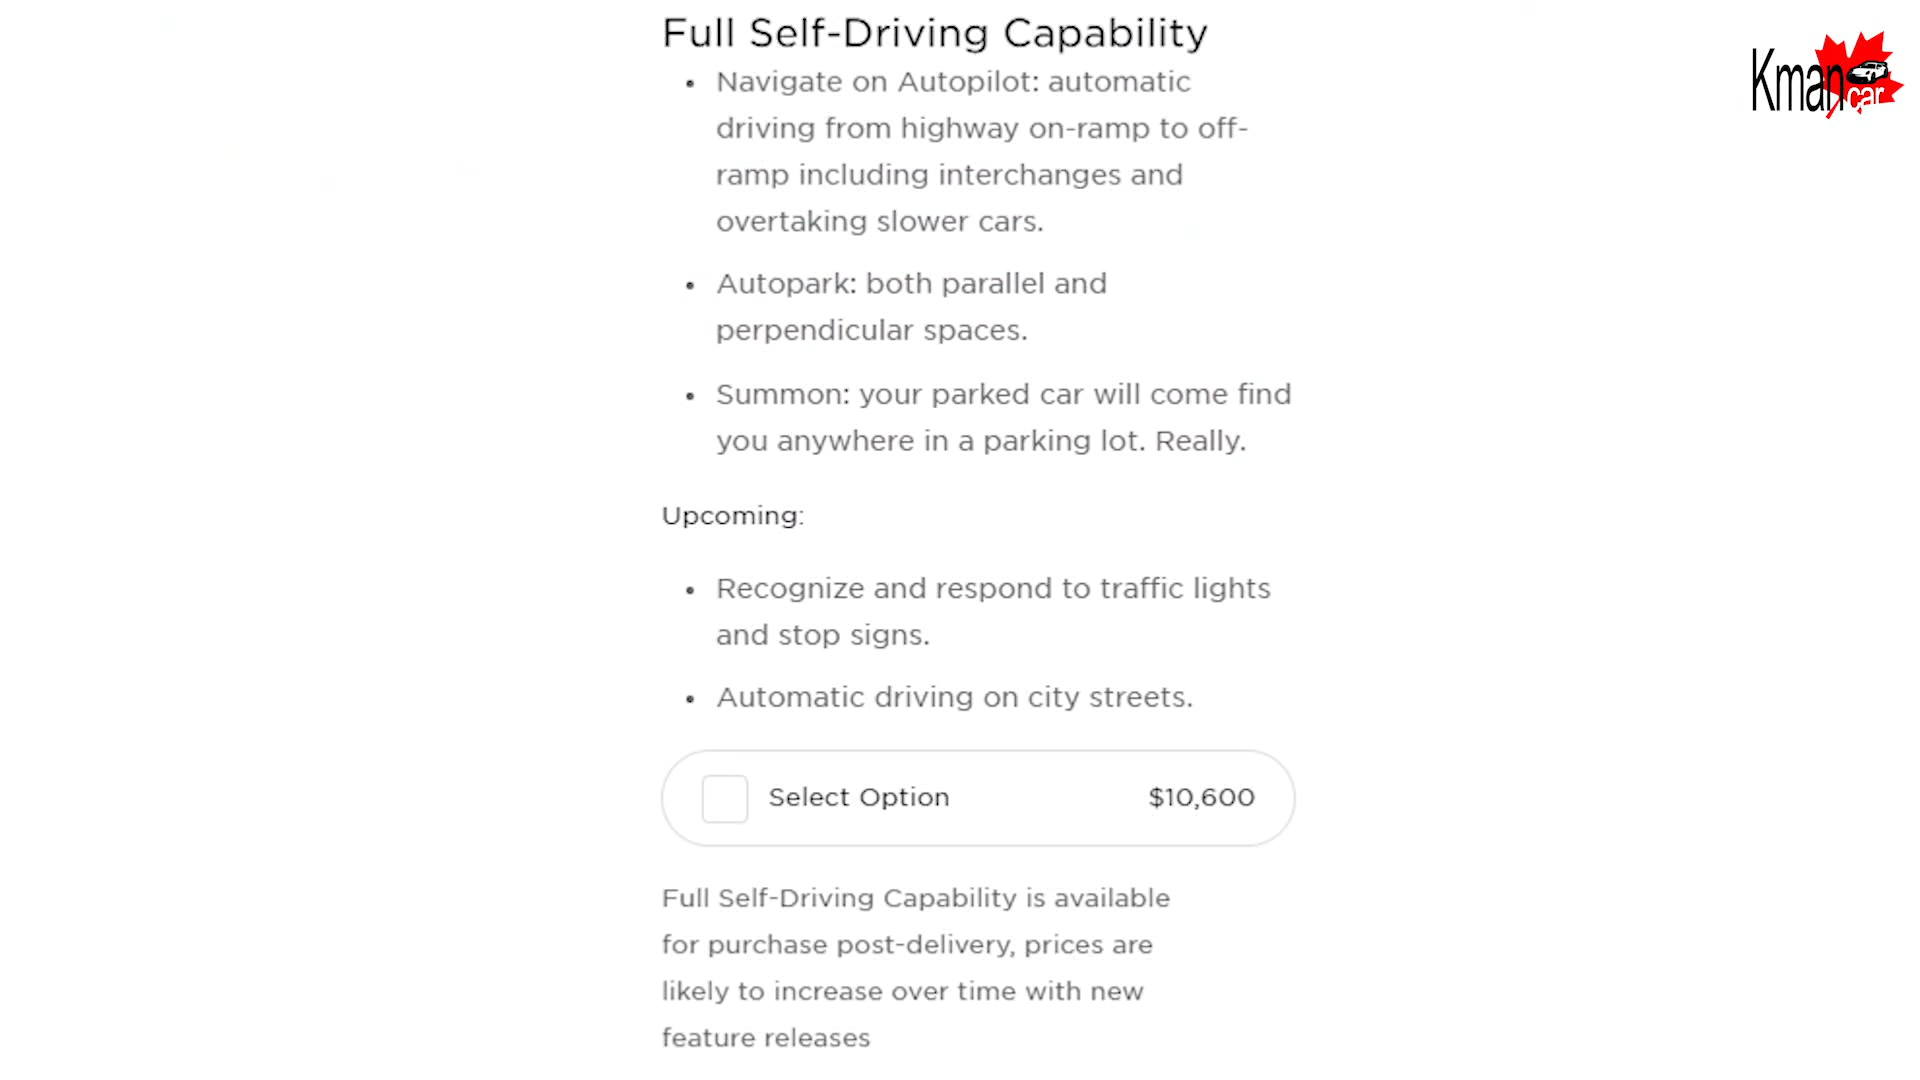 Full Self-Driving Capability
Kmancar
• Navigate on Autopilot: automatic
driving from highway on-ramp to off-
ramp including interchanges and
overtaking slower cars.
• Autopark: both parallel and
perpendicular spaces.
• Summon: your parked car will come find
you anywhere in a parking lot. Really.
Upcoming:
• Recognize and respond to traffic lights
and stop signs.
• Automatic driving on city streets.
Select Option $10,600
Full Self-Driving Capability is available
for purchase post-delivery, prices are
likely to increase over time with new
feature releases